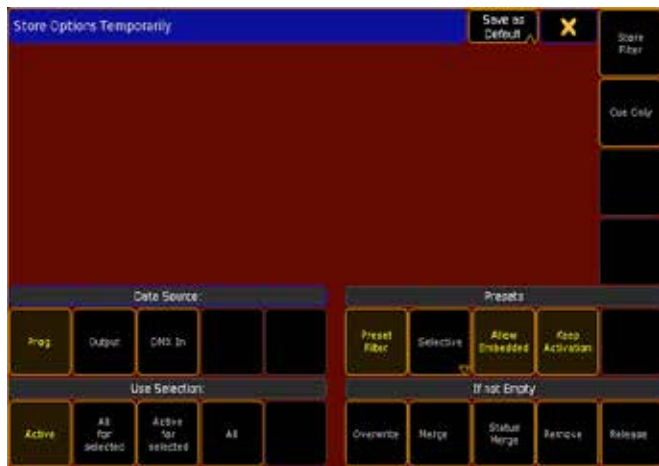 Store Options Temporarily
Save as
Default
Store
Filter
Cue Only
Data Source:
Presets
Prog
Output
DMX In
Preset
Filter
Selective
Allow
Embedded
Keep
Activation
Use Selection:
If not Empty
Active
All
for
selected
Active
for
selected
All
Overwrite
Merge
Status
Merge
Remove
Release